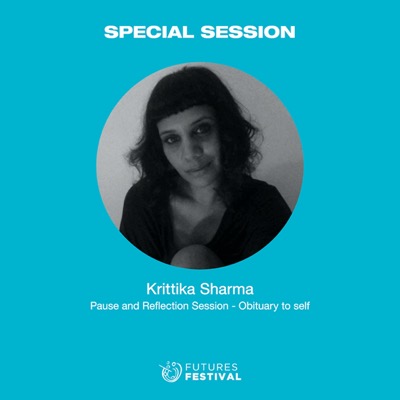 SPECIAL SESSION
Krittika Sharma
Pause and Reflection Session - Obituary to self
FUTURES
FESTIVAL